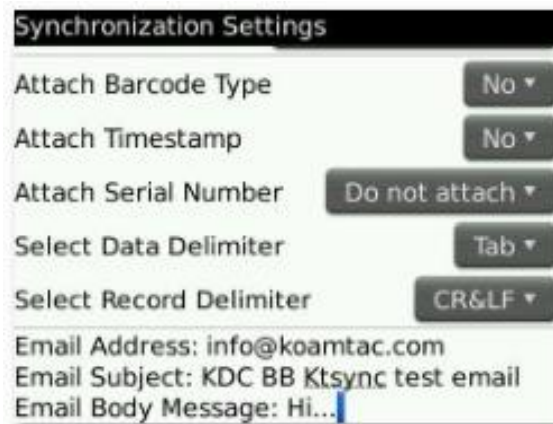 Synchronization Settings
Attach Barcode Type No
Attach Timestamp No
Attach Serial Number Do not attach
Select Data Delimiter Tab
Select Record Delimiter CR&LF
Email Address: info@koamtac.com
Email Subject: KDC BB Ktsync test email
Email Body Message: Hi...